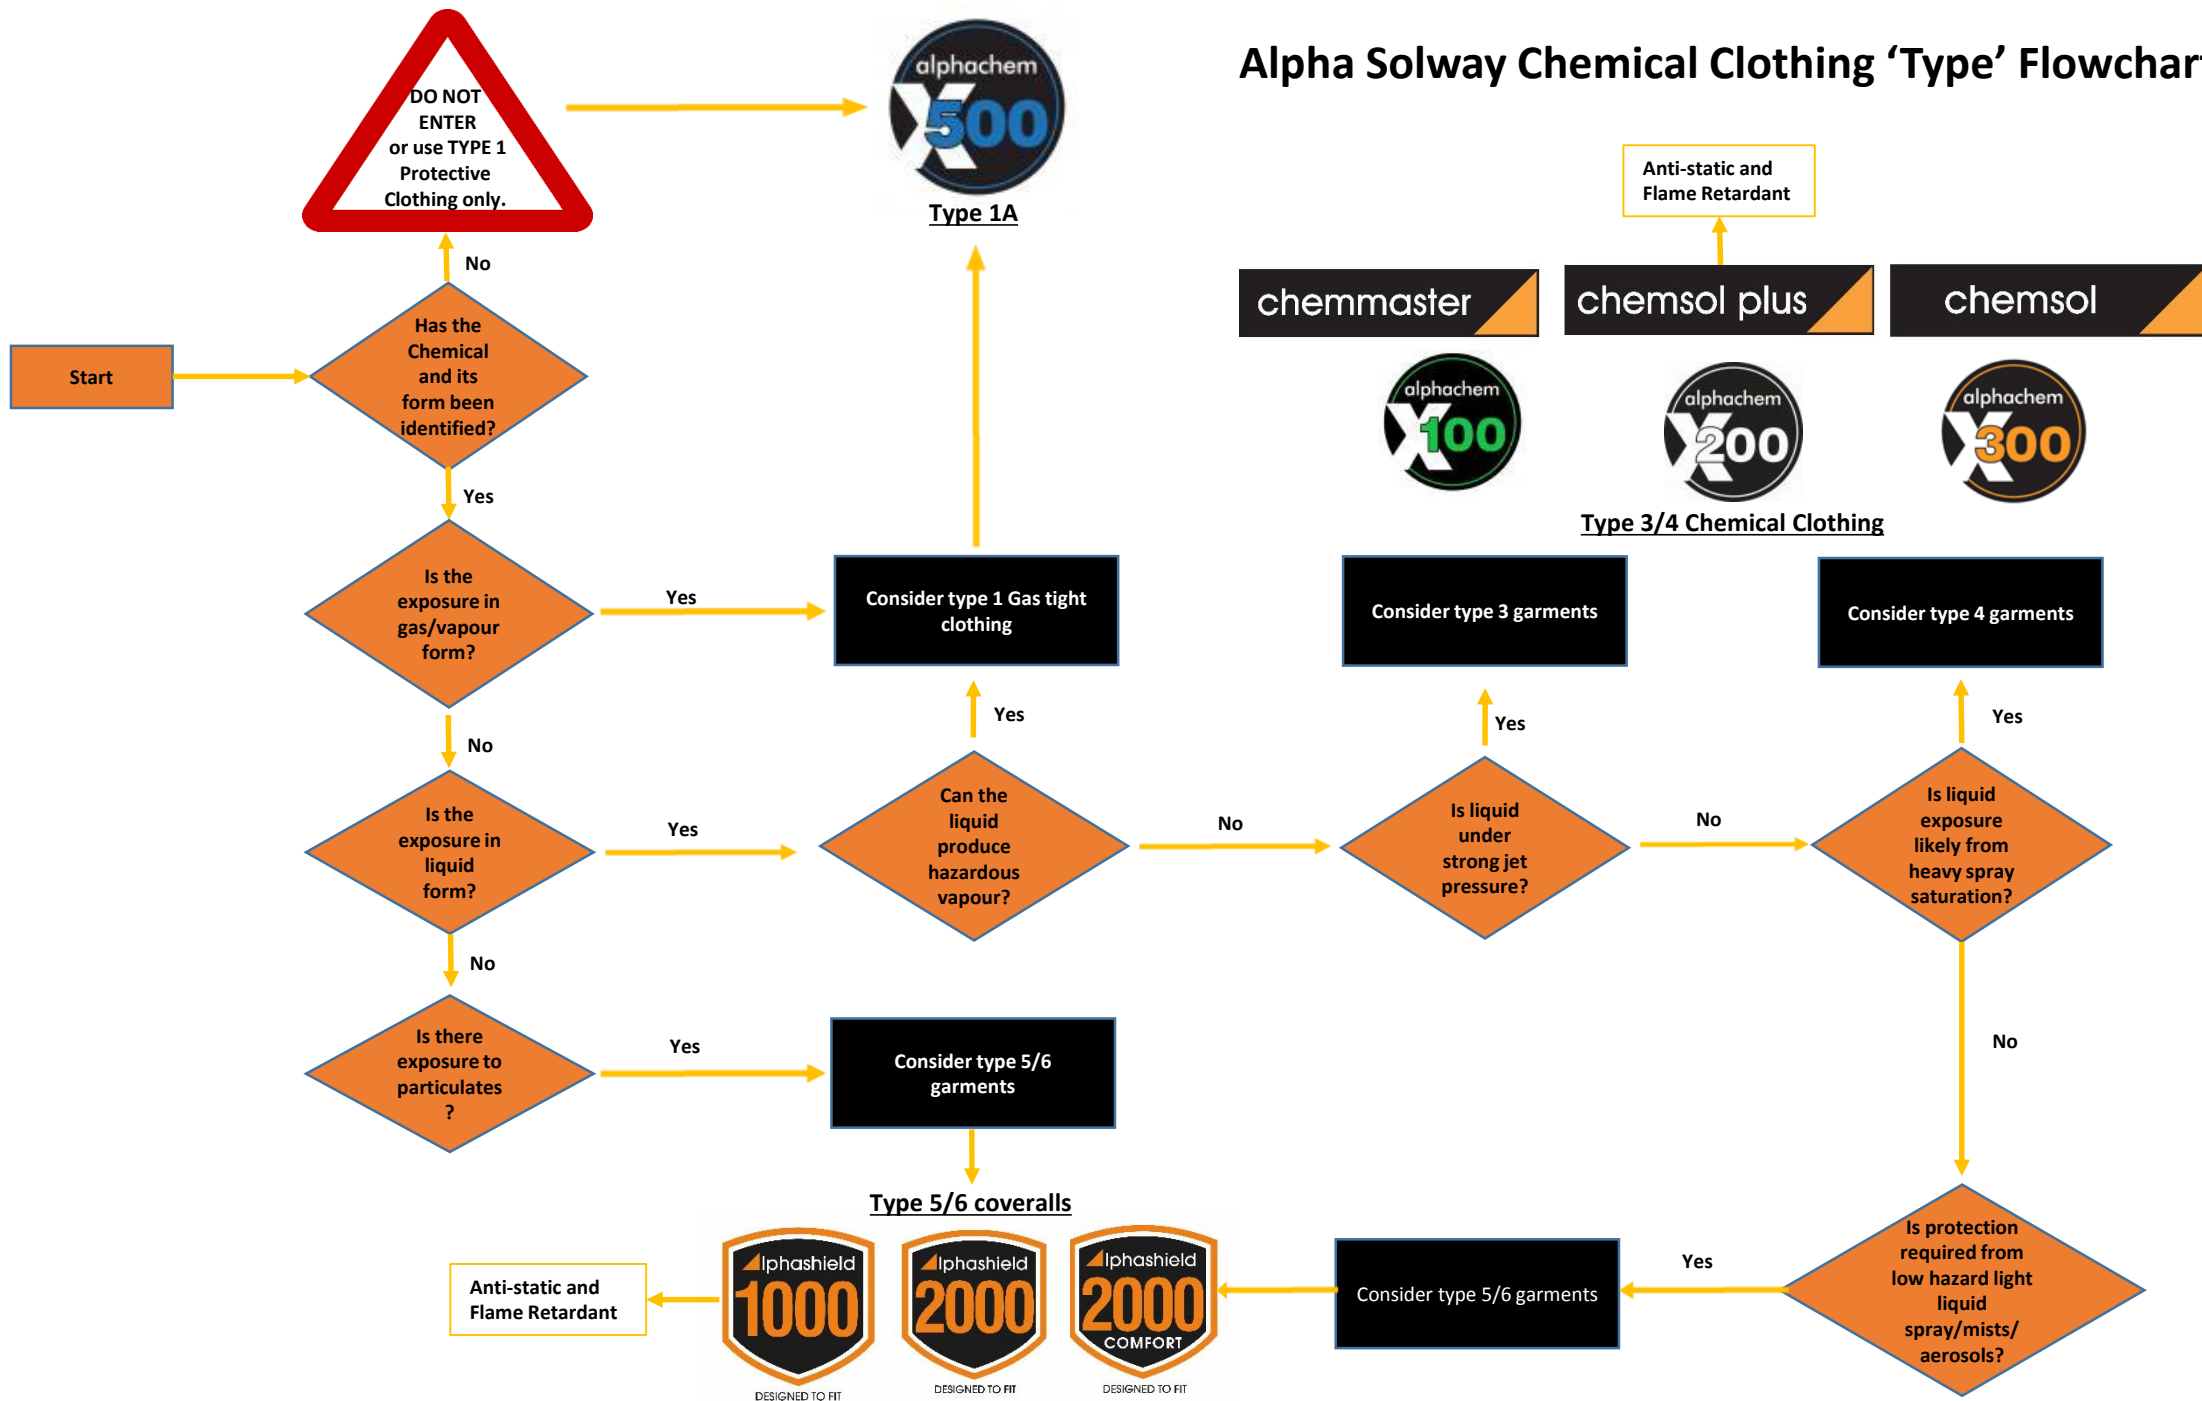 Alpha Solway Chemical Clothing ‘Type’ Flowchart
DO NOT
ENTER
or use TYPE 1
Protective
Clothing only.
alphachem
X500
Type 1A
Anti-static and
Flame Retardant
No
chemmaster
chemsol plus
chemsol
Start
Has the
Chemical
and its
form been
identified?
alphachem
X100
alphachem
X200
alphachem
X300
Yes
Type 3/4 Chemical Clothing
Is the
exposure in
gas/vapour
form?
Yes
Consider type 1 Gas tight
clothing
Consider type 3 garments
Consider type 4 garments
No
Yes
Yes
Yes
Is the
exposure in
liquid
form?
Yes
Can the
liquid
produce
hazardous
vapour?
No
Is liquid
under
strong jet
pressure?
No
Is liquid
exposure
likely from
heavy spray
saturation?
No
No
Is there
exposure to
particulates
?
Yes
Consider type 5/6
garments
Type 5/6 coveralls
Anti-static and
Flame Retardant
alphashield
1000
DESIGNED TO FIT
alphashield
2000
DESIGNED TO FIT
alphashield
2000
COMFORT
DESIGNED TO FIT
Consider type 5/6 garments
Yes
Is protection
required from
low hazard light
liquid
spray/mists/
aerosols?